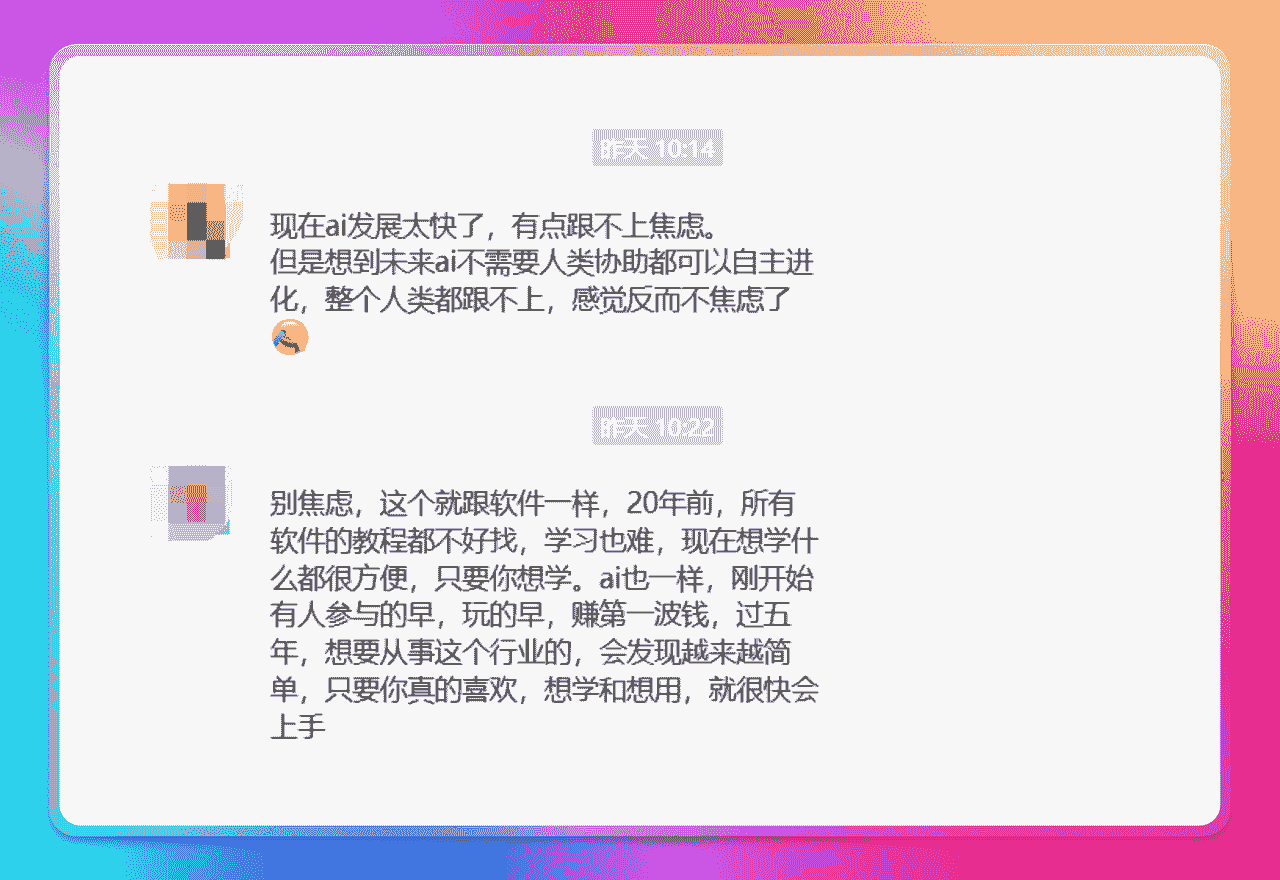 昨天 10:14
现在ai发展太快了，有点跟不上焦虑。
但是想到未来ai不需要人类协助都可以自主进
化，整个人类都跟不上，感觉反而不焦虑了
昨天 10:22
别焦虑，这个就跟软件一样，20年前，所有
软件的教程都不好找，学习也难，现在想学什
么都很方便，只要你想学。ai也一样，刚开始
有人参与的早，玩的早，赚第一波钱，过五
年，想要从事这个行业的，会发现越来越简
单，只要你真的喜欢，想学和想用，就很快会
上手